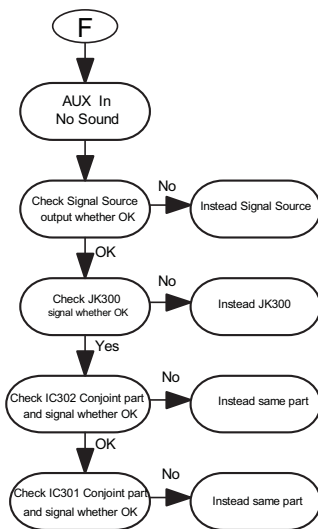 F
AUX In
No Sound
Check Signal Source
output whether OK
No
Instead Signal Source
OK
Check JK300
signal whether OK
No
Instead JK300
Yes
Check IC302 Conjoint part
and signal whether OK
No
Instead same part
OK
Check IC301 Conjoint part
and signal whether OK
No
Instead same part